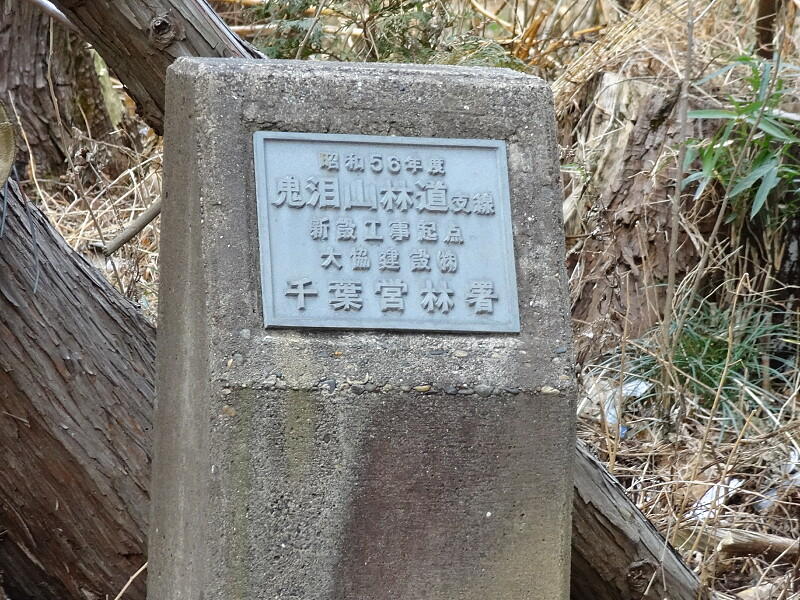 昭和56年度
鬼泪山林道支線
新設工事起点
大協建設㈱
千葉営林署